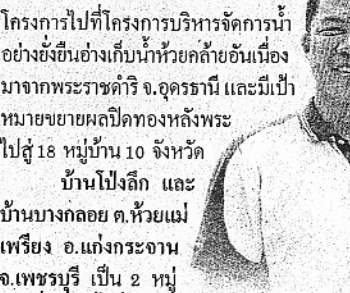 โครงการไปที่โครงการบริหารจัดการน้ำ
อย่างยั่งยืนอ่างเก็บน้ำห้วยคล้ายอันเนื่อง
มาจากพระราชดำริ จ.อุดรธานี และมีเป้า
หมายขยายผลปิดทองหลังพระ
ไปสู่ 18 หมู่บ้าน 10 จังหวัด
บ้านโป่งลึก และ
บ้านบางกลอย ต.ห้วยแม่
เพรียง อ.แก่งกระจาน
จ.เพชรบุรี เป็น 2 หมู่